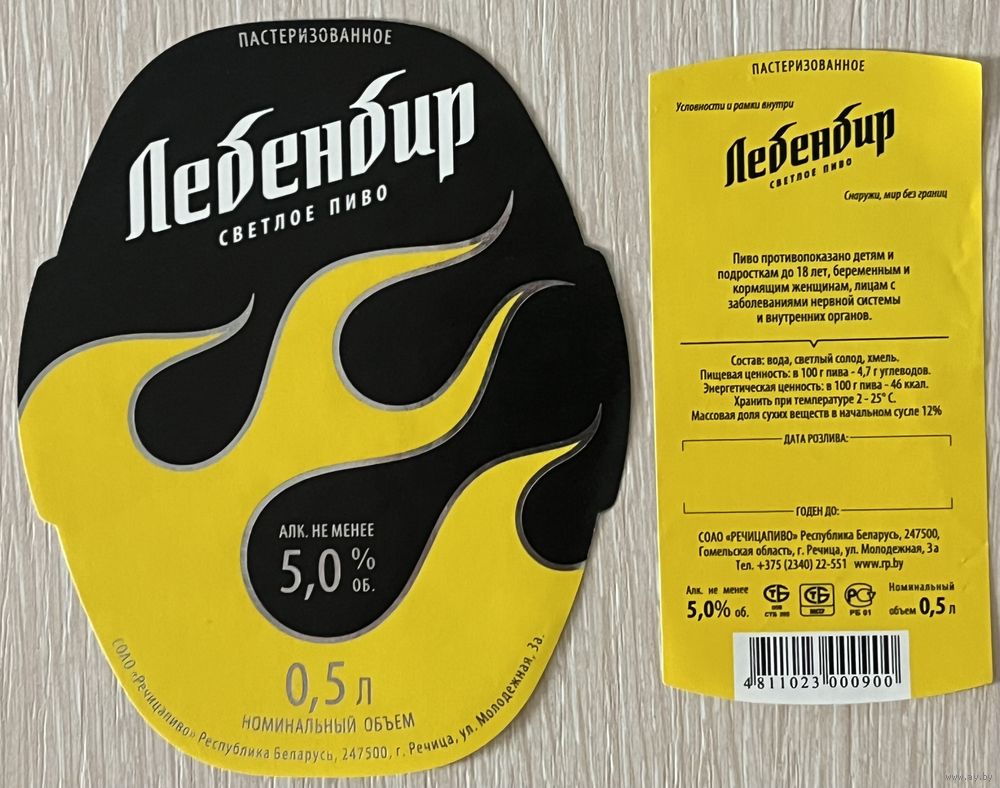 ПАСТЕРИЗОВАННОЕ
Лебенбир
СВЕТЛОЕ ПИВО
АЛК. НЕ МЕНЕЕ
5,0 % ОБ.
0,5 л
НОМИНАЛЬНЫЙ ОБЪЕМ
СОАО «Речицапиво» Республика Беларусь, 247500, г. Речица, ул. Молодежная, 3а.
ПАСТЕРИЗОВАННОЕ
Условности и рамки внутри
Лебенбир
СВЕТЛОЕ ПИВО
Снаружи, мир без границ
Пиво противопоказано детям и
подросткам до 18 лет, беременным и
кормящим женщинам, лицам с
заболеваниями нервной системы
и внутренних органов.
Состав: вода, светлый солод, хмель.
Пищевая ценность: в 100 г пива - 4,7 г углеводов.
Энергетическая ценность: в 100 г пива - 46 ккал.
Хранить при температуре 2 - 25° С.
Массовая доля сухих веществ в начальном сусле 12%
ДАТА РОЗЛИВА:
ГОДЕН ДО:
СОАО «РЕЧИЦАПИВО» Республика Беларусь, 247500,
Гомельская область, г. Речица, ул. Молодежная, 3а
Тел. +375 (2340) 22-551 www.rp.by
Алк. не менее
5,0% об.
СТБ
РБ 01
Номинальный
объем 0,5 л
4 811023 000900
www.ay.by